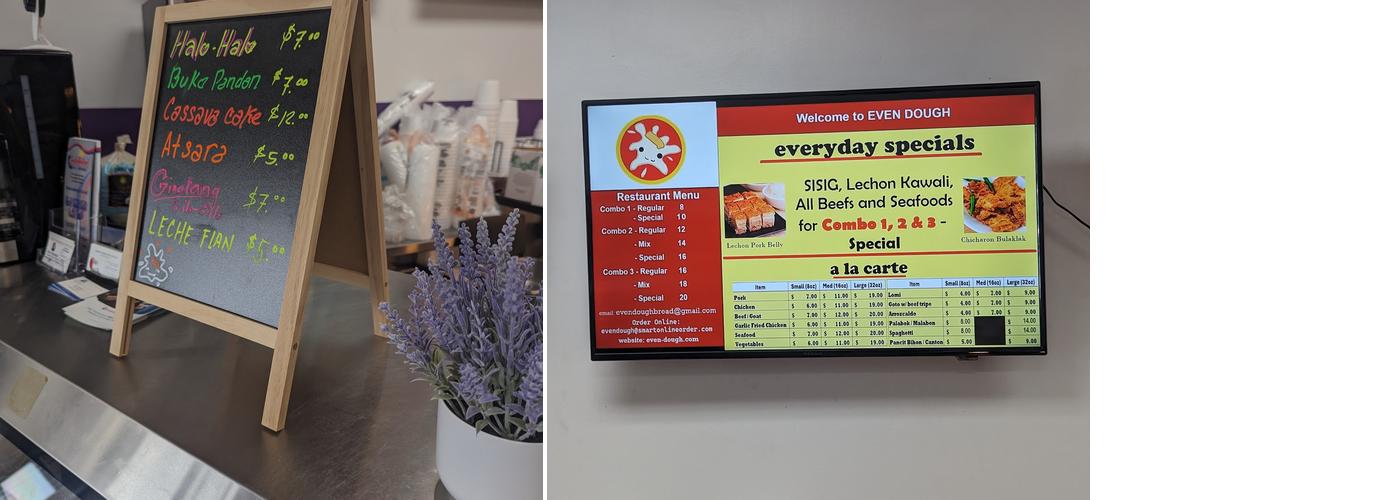 Halo-Halo $7.00
Buko Pandan $7.00
Cassava cake $12.00
Atsara $5.00
Ginataang
$7.00
LECHE FLAN $5.00
Welcome to EVEN DOUGH
everyday specials
SISIG, Lechon Kawali,
All Beefs and Seafoods
for Combo 1, 2 & 3 -
Special
Lechon Pork Belly
Chicharon Bulaklak
Restaurant Menu
Combo 1 - Regular 8
- Special 10
Combo 2 - Regular 12
- Mix 14
- Special 16
Combo 3 - Regular 16
- Mix 18
- Special 20
email: evendoughbread@gmail.com
Order Online:
evendough@smartonlineorder.com
website: even-dough.com
a la carte
Item Small (8oz) Med (16oz) Large (32oz)
Pork $ 7.00 $ 11.00 $ 19.00
Chicken $ 6.00 $ 11.00 $ 19.00
Beef/Goat $ 7.00 $ 12.00 $ 20.00
Garlic Fried Chicken $ 6.00 $ 11.00 $ 19.00
Seafood $ 7.00 $ 12.00 $ 20.00
Vegetables $ 6.00 $ 11.00 $ 19.00
Item Small (8oz) Med (16oz) Large (32oz)
Lomi $ 4.00 $ 7.00 $ 9.00
Goto w/beef tripe $ 4.00 $ 7.00 $ 9.00
Arrozcaldo $ 4.00 $ 7.00 $ 9.00
Palabok/Malabon $ 8.00 $ 14.00
Spaghetti $ 8.00 $ 14.00
Pancit Bihon/Canton $ 5.00 $ 9.00